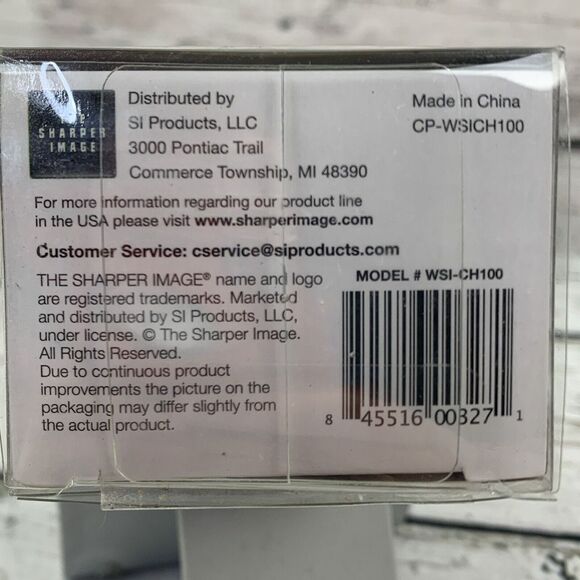 SHARPER
IMAGE
Distributed by
SI Products, LLC
3000 Pontiac Trail
Commerce Township, MI 48390
Made in China
CP-WSICH100
For more information regarding our product line
in the USA please visit www.sharperimage.com
Customer Service: cservice@siproducts.com
THE SHARPER IMAGE® name and logo
are registered trademarks. Marketed
and distributed by SI Products, LLC,
under license. © The Sharper Image.
All Rights Reserved.
Due to continuous product
improvements the picture on the
packaging may differ slightly from
the actual product.
MODEL # WSI-CH100
8 45516 00327 1